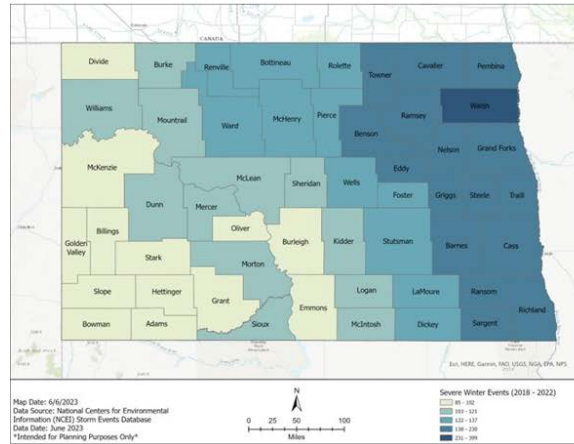 CANADA
Divide
Burke
Renville
Bottineau
Rolette
Towner
Cavalier
Pembina
Williams
Mountrail
Ward
McHenry
Pierce
Benson
Ramsey
Walsh
Nelson
Grand Forks
McKenzie
Eddy
McLean
Sheridan
Wells
Foster
Griggs
Steele
Traill
Dunn
Mercer
Oliver
Golden
Valley
Billings
Burleigh
Kidder
Stutsman
Barnes
Cass
Stark
Morton
Slope
Hettinger
Grant
Emmons
Logan
LaMoure
Ransom
Richland
Bowman
Adams
Sioux
McIntosh
Dickey
Sargent
Esri, HERE, Garmin, FAO, USGS, NGA, EPA, NPS
Map Date: 6/6/2023
Data Source: National Centers for Environmental
Information (NCEI) Storm Events Database
Data Date: June 2023
*Intended for Planning Purposes Only*
N
0 25 50 100
Miles
Severe Winter Events (2018 - 2022)
85 - 102
103 - 121
122 - 137
138 - 230
231 - 399